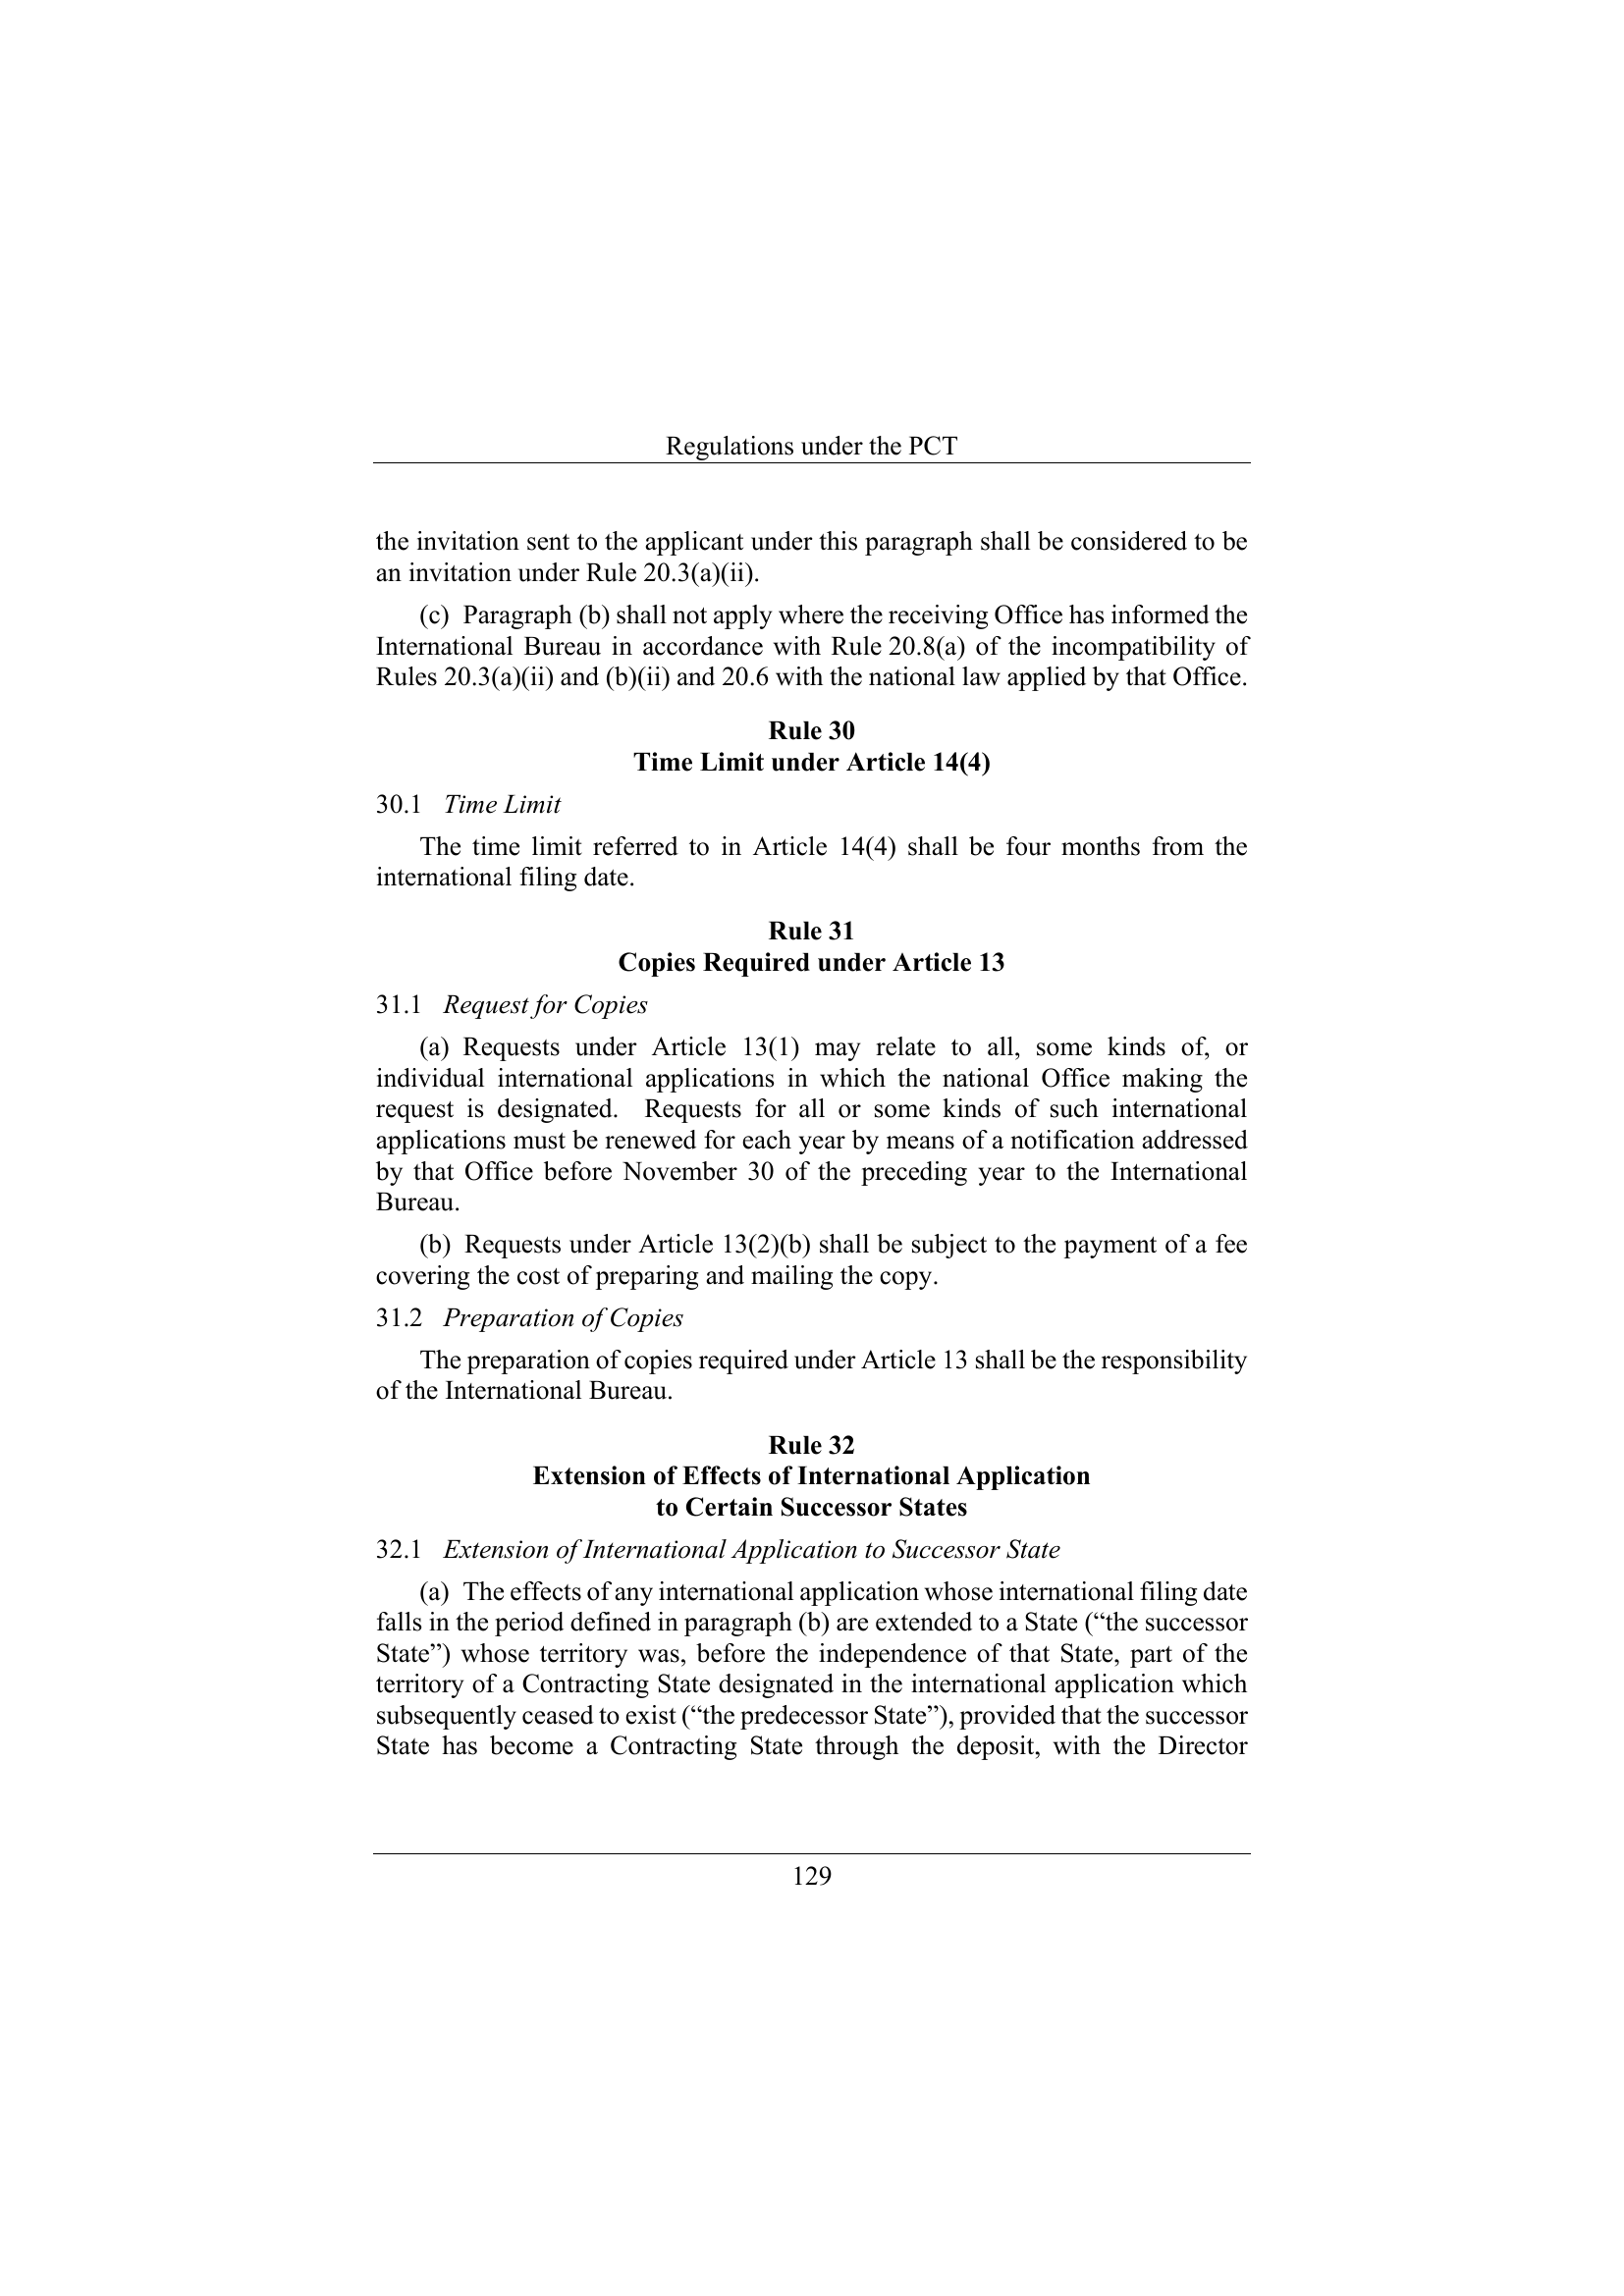 Regulations under the PCT
the invitation sent to the applicant under this paragraph shall be considered to be
an invitation under Rule 20.3(a)(ii).
(c) Paragraph (b) shall not apply where the receiving Office has informed the
International Bureau in accordance with Rule 20.8(a) of the incompatibility of
Rules 20.3(a)(ii) and (b)(ii) and 20.6 with the national law applied by that Office.
Rule 30
Time Limit under Article 14(4)
30.1 Time Limit
The time limit referred to in Article 14(4) shall be four months from the
international filing date.
Rule 31
Copies Required under Article 13
31.1 Request for Copies
(a) Requests under Article 13(1) may relate to all, some kinds of, or
individual international applications in which the national Office making the
request is designated. Requests for all or some kinds of such international
applications must be renewed for each year by means of a notification addressed
by that Office before November 30 of the preceding year to the International
Bureau.
(b) Requests under Article 13(2)(b) shall be subject to the payment of a fee
covering the cost of preparing and mailing the copy.
31.2 Preparation of Copies
The preparation of copies required under Article 13 shall be the responsibility
of the International Bureau.
Rule 32
Extension of Effects of International Application
to Certain Successor States
32.1 Extension of International Application to Successor State
(a) The effects of any international application whose international filing date
falls in the period defined in paragraph (b) are extended to a State (“the successor
State”) whose territory was, before the independence of that State, part of the
territory of a Contracting State designated in the international application which
subsequently ceased to exist (“the predecessor State”), provided that the successor
State has become a Contracting State through the deposit, with the Director
129